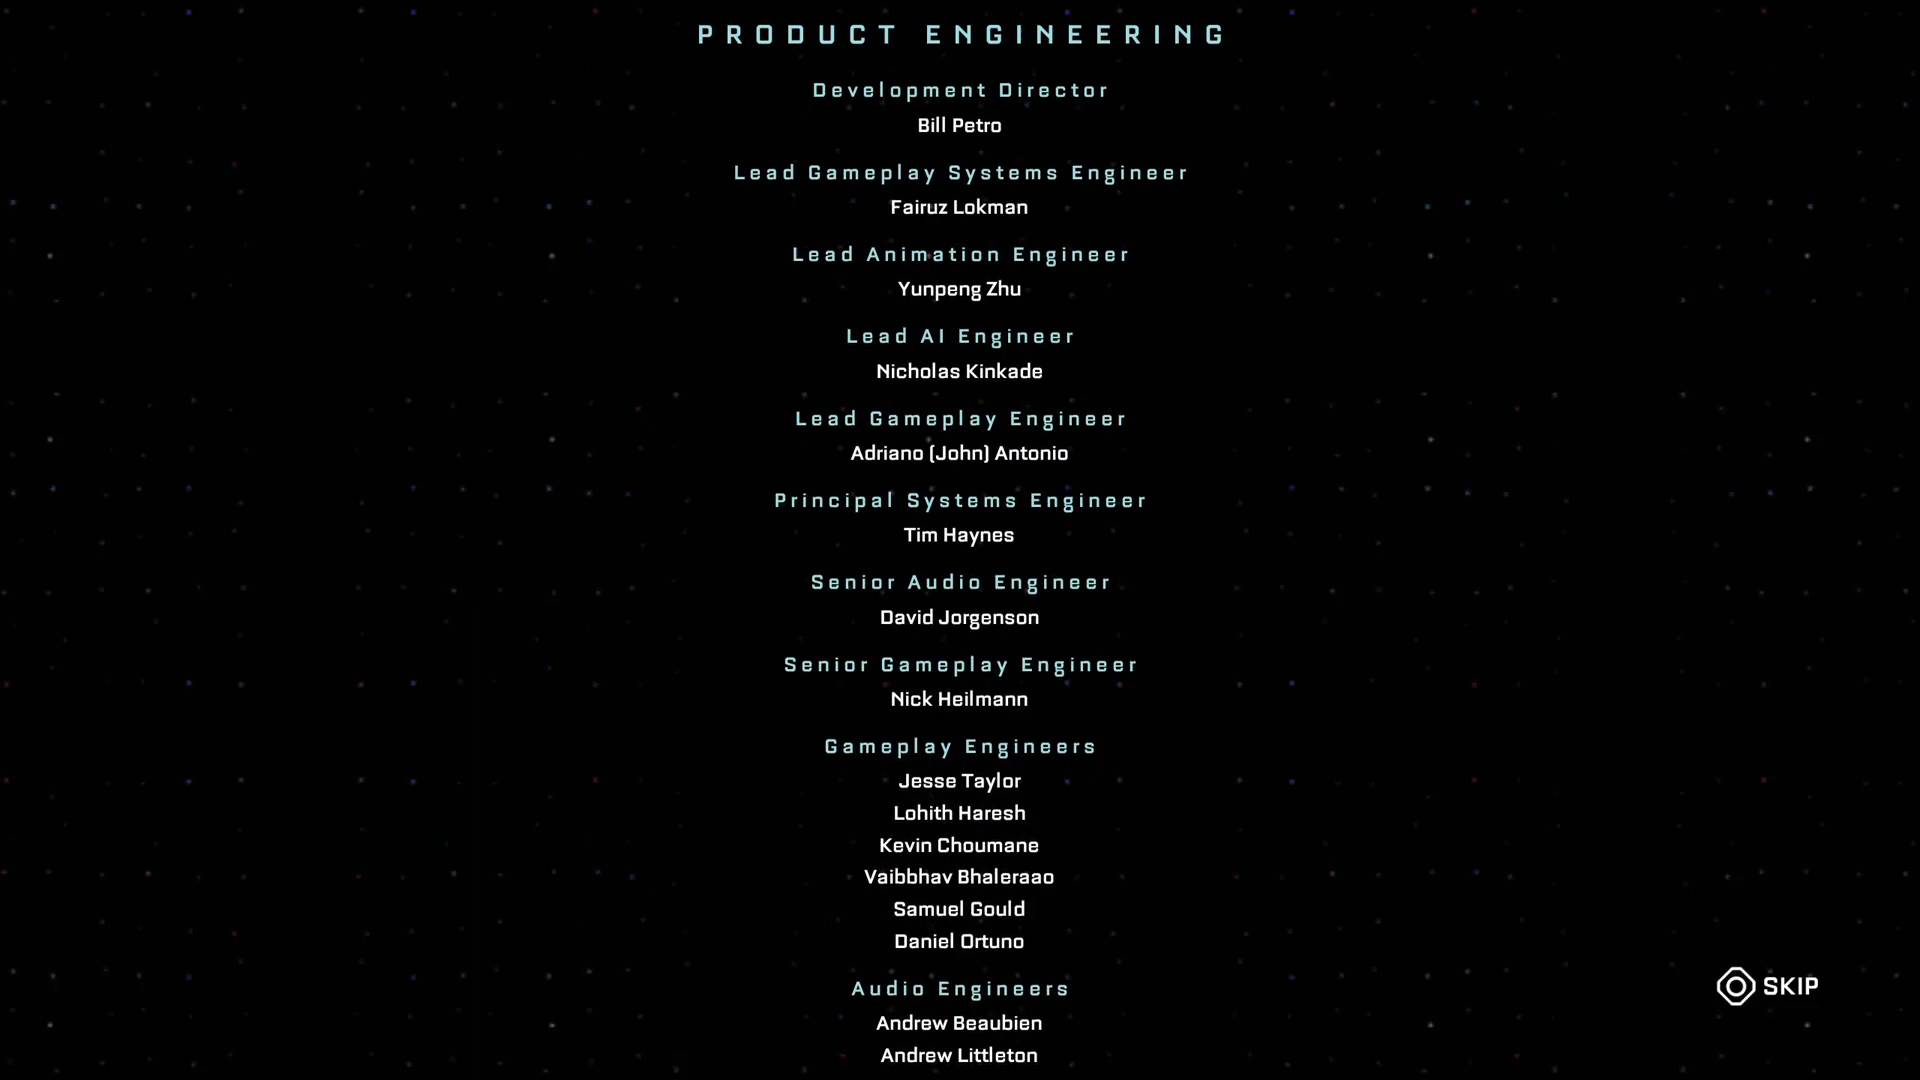 PRODUCT ENGINEERING
Development Director
Bill Petro
Lead Gameplay Systems Engineer
Fairuz Lokman
Lead Animation Engineer
Yunpeng Zhu
Lead AI Engineer
Nicholas Kinkade
Lead Gameplay Engineer
Adriano (John) Antonio
Principal Systems Engineer
Tim Haynes
Senior Audio Engineer
David Jorgenson
Senior Gameplay Engineer
Nick Heilmann
Gameplay Engineers
Jesse Taylor
Lohith Haresh
Kevin Choumane
Vaibbhav Bhaleraao
Samuel Gould
Daniel Ortuno
Audio Engineers
SKIP
Andrew Beaubien
Andrew Littleton